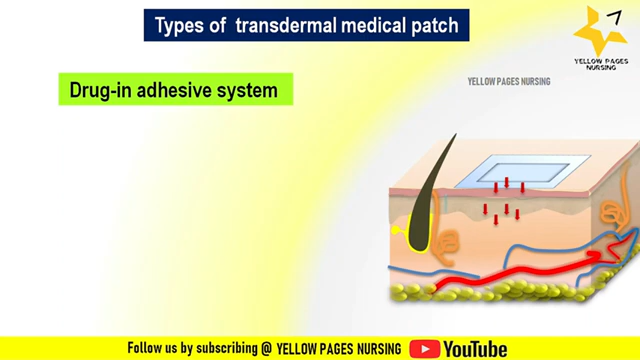 Types of transdermal medical patch
YELLOW PAGES
NURSING
Drug-in adhesive system
YELLOW PAGES NURSING
Follow us by subscribing @ YELLOW PAGES NURSING YouTube